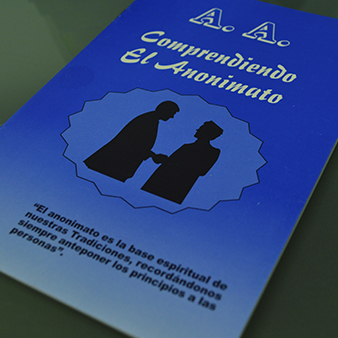 A. A.
Comprendiendo
El Anonimato
"El anonimato es la base espiritual de
nuestras Tradiciones, recordándonos
siempre anteponer los principios a las
personas".